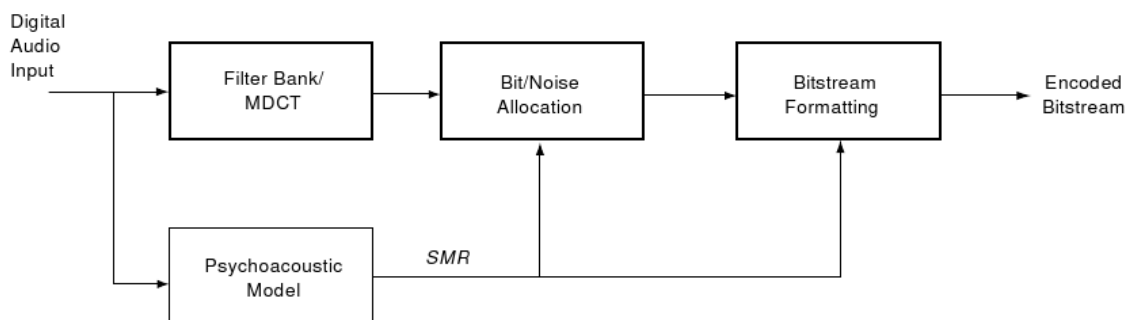 Digital
Audio
Input
Filter Bank/
MDCT
Bit/Noise
Allocation
Bitstream
Formatting
Encoded
Bitstream
Psychoacoustic
Model
SMR